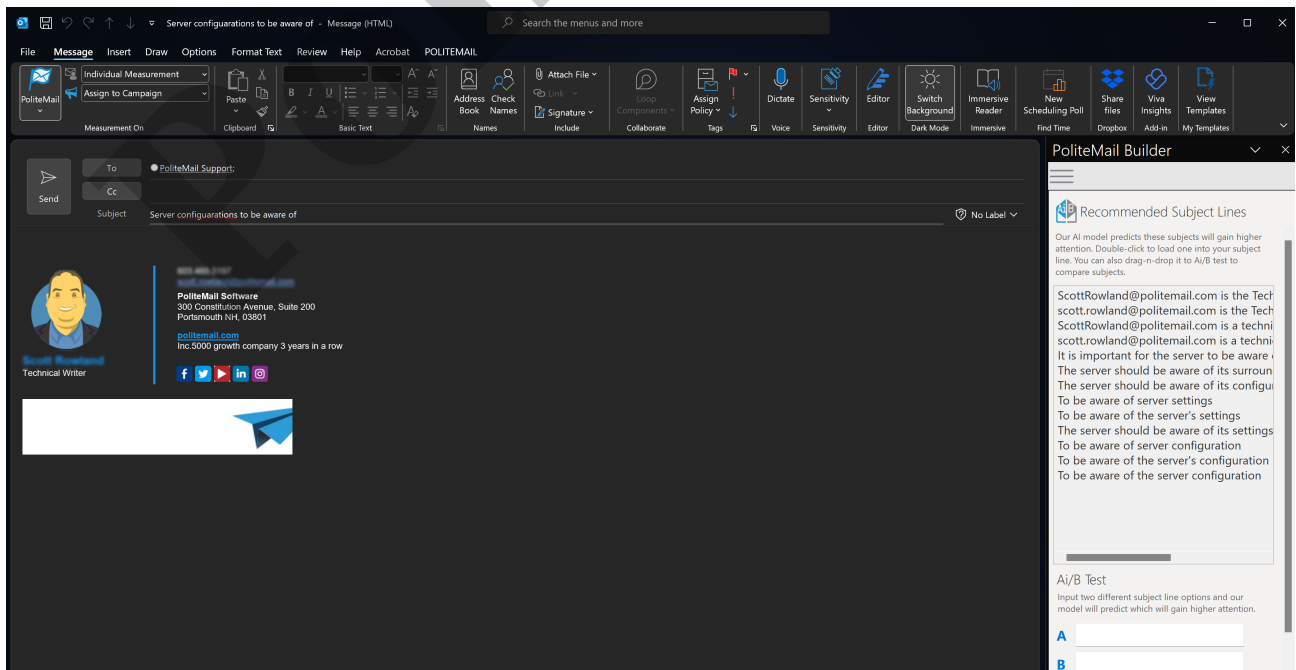 Server configuarations to be aware of - Message (HTML)
Search the menus and more
File Message Insert Draw Options Format Text Review Help Acrobat POLITEMAIL
PoliteMail
Individual Measurement
Assign to Campaign
Measurement On
Paste
Clipboard
B I U
Basic Text
Address Book
Check Names
Names
Attach File
Link
Signature
Include
Loop Components
Collaborate
Assign Policy
Tags
Dictate
Voice
Sensitivity
Sensitivity
Editor
Editor
Switch Background
Dark Mode
Immersive Reader
Immersive
New Scheduling Poll
Find Time
Share files
Dropbox
Viva Insights
Add-in
View Templates
My Templates
Send
To
PoliteMail Support;
Cc
Subject
Server configuarations to be aware of
No Label
Scott Rowland
Technical Writer
PoliteMail Software
300 Constitution Avenue, Suite 200
Portsmouth NH, 03801
politemail.com
Inc.5000 growth company 3 years in a row
PoliteMail Builder
Recommended Subject Lines
Our AI model predicts these subjects will gain higher
attention. Double-click to load one into your subject
line. You can also drag-n-drop it to Ai/B test to
compare subjects.
ScottRowland@politemail.com is the Tech
scott.rowland@politemail.com is the Tech
ScottRowland@politemail.com is a techni
scott.rowland@politemail.com is a techni
It is important for the server to be aware
The server should be aware of its surroun
The server should be aware of its configu
To be aware of server settings
To be aware of the server's settings
The server should be aware of its settings
To be aware of server configuration
To be aware of the server's configuration
To be aware of the server configuration
Ai/B Test
Input two different subject line options and our
model will predict which will gain higher attention.
A
B